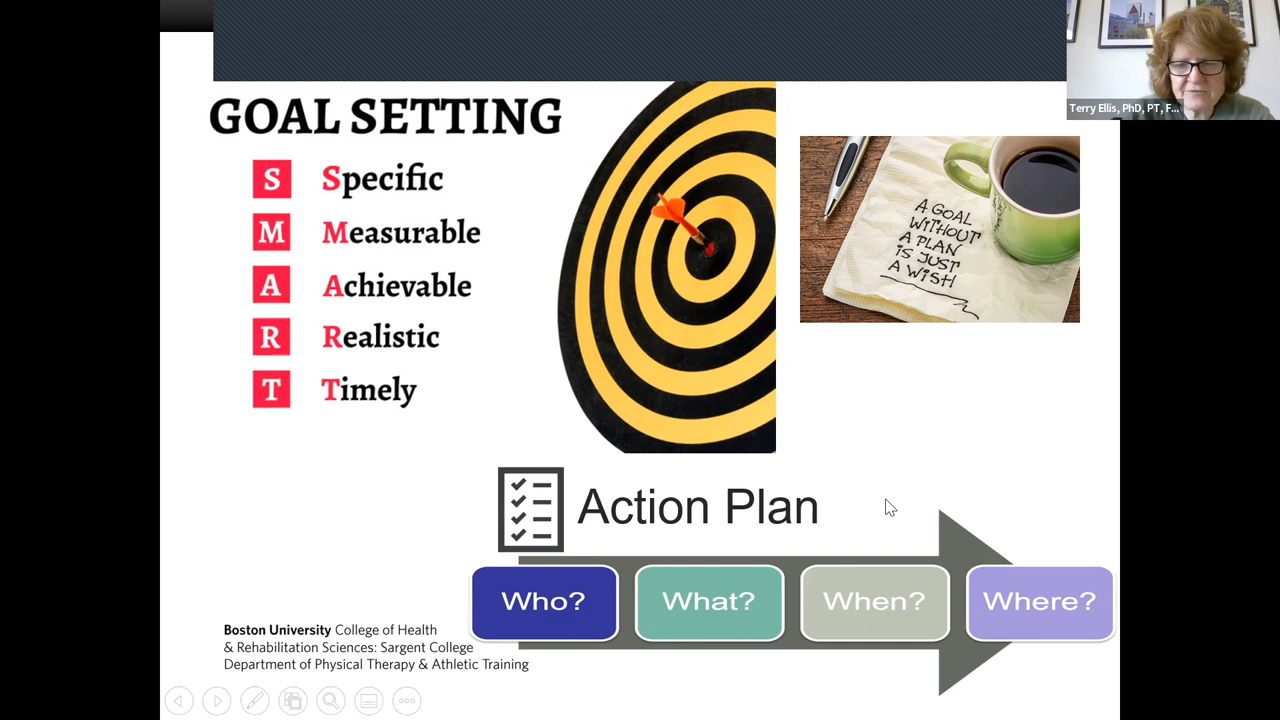 Terry Ellis, PhD, PT, F...
GOAL SETTING
S Specific
M Measurable
A Achievable
R Realistic
T Timely
A GOAL
WITHOUT
A PLAN
IS JUST
A WISH
Action Plan
Who? What? When? Where?
Boston University College of Health
& Rehabilitation Sciences: Sargent College
Department of Physical Therapy & Athletic Training